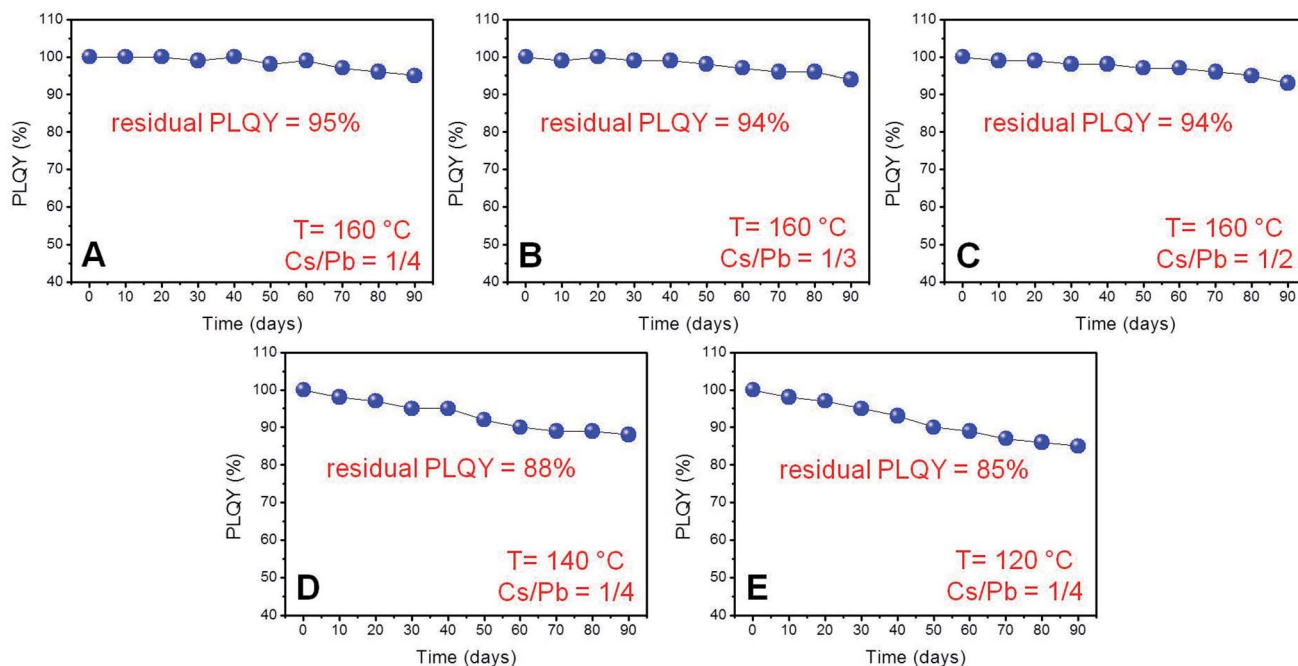 110
100
90
80
70
60
50
40
PLQY (%)
residual PLQY = 95%
T= 160 °C
Cs/Pb = 1/4
A
0 10 20 30 40 50 60 70 80 90
Time (days)
110
100
90
80
70
60
50
40
PLQY (%)
residual PLQY = 94%
T= 160 °C
Cs/Pb = 1/3
B
0 10 20 30 40 50 60 70 80 90
Time (days)
110
100
90
80
70
60
50
40
PLQY (%)
residual PLQY = 94%
T= 160 °C
Cs/Pb = 1/2
C
0 10 20 30 40 50 60 70 80 90
Time (days)
110
100
90
80
70
60
50
40
PLQY (%)
residual PLQY = 88%
T= 140 °C
Cs/Pb = 1/4
D
0 10 20 30 40 50 60 70 80 90
Time (days)
110
100
90
80
70
60
50
40
PLQY (%)
residual PLQY = 85%
T= 120 °C
Cs/Pb = 1/4
E
0 10 20 30 40 50 60 70 80 90
Time (days)